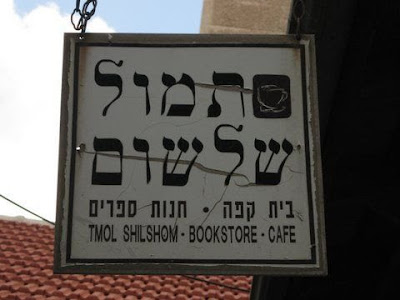 תמול
שלשום
בית קפה · חנות ספרים
TMOL SHILSHOM - BOOKSTORE - CAFE